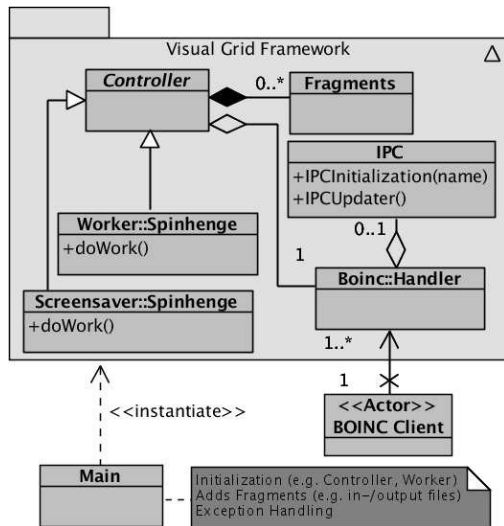 Visual Grid Framework
Controller
0..*
Fragments
IPC
+IPCInitialization(name)
+IPCUpdater()
Worker::Spinhenge
+doWork()
0..1
1
Boinc::Handler
Screensaver::Spinhenge
+doWork()
1..*
1
<<instantiate>>
<<Actor>>
BOINC Client
Main
Initialization (e.g. Controller, Worker)
Adds Fragments (e.g. in-/output files)
Exception Handling